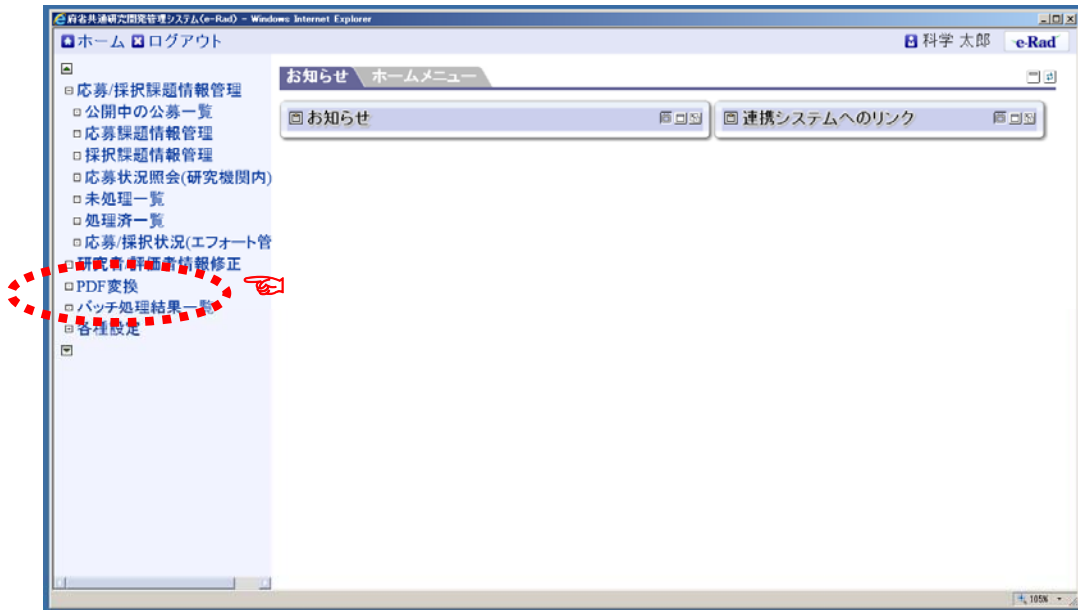 府省共通研究開発管理システム(e-Rad) - Windows Internet Explorer
ホーム ログアウト
科学 太郎 e-Rad
お知らせ ホームメニュー
応募/採択課題情報管理
公開中の公募一覧
応募課題情報管理
採択課題情報管理
応募状況照会(研究機関内)
未処理一覧
処理済一覧
応募/採択状況(エフォート管
研究者/評価者情報修正
PDF変換
バッチ処理結果一覧
各種設定
お知らせ
連携システムへのリンク
105%